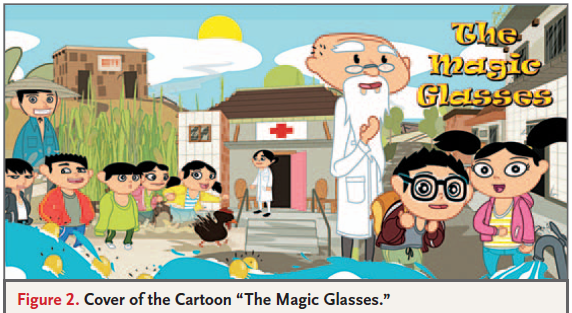 The
Magic
Glasses
Figure 2. Cover of the Cartoon “The Magic Glasses.”